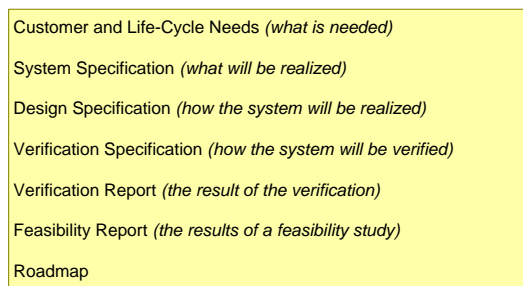 Customer and Life-Cycle Needs (what is needed)
System Specification (what will be realized)
Design Specification (how the system will be realized)
Verification Specification (how the system will be verified)
Verification Report (the result of the verification)
Feasibility Report (the results of a feasibility study)
Roadmap